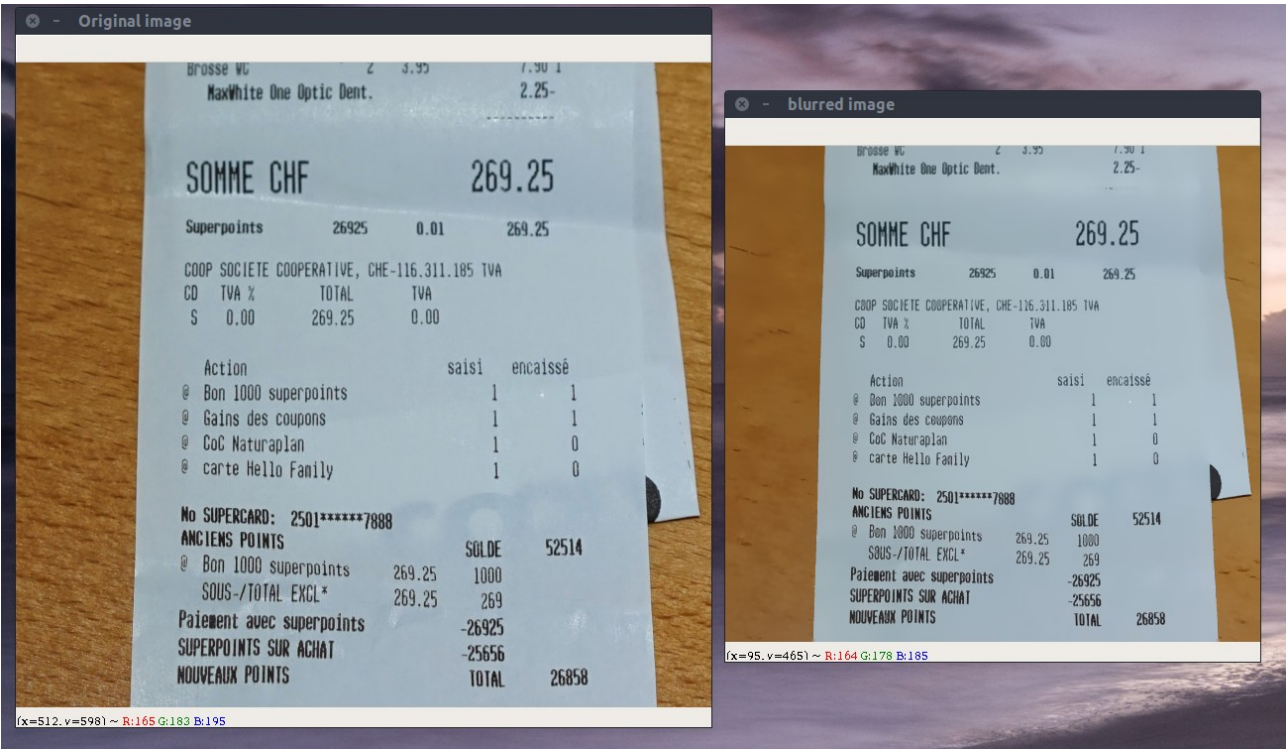 Original image
Brosse WC 2 3.95 7.90 1
MaxWhite One Optic Dent. 2.25-
SOMME CHF 269.25
Superpoints 26925 0.01 269.25
COOP SOCIETE COOPERATIVE, CHE-116.311.185 TVA
CD TVA % TOTAL TVA
S 0.00 269.25 0.00
Action saisi encaissé
@ Bon 1000 superpoints 1 1
@ Gains des coupons 1 1
@ CoC Naturaplan 1 0
@ carte Hello Family 1 0
No SUPERCARD: 2501******7888
ANCIENS POINTS SOLDE 52514
@ Bon 1000 superpoints 269.25 1000
SOUS-/TOTAL EXCL* 269.25 269
Paiement avec superpoints -26925
SUPERPOINTS SUR ACHAT -25656
NOUVEAUX POINTS TOTAL 26858
(x=512, y=598) ~ R:165 G:183 B:195
blurred image
Brosse WC 2 3.95 7.90 1
MaxWhite One Optic Dent. 2.25-
SOMME CHF 269.25
Superpoints 26925 0.01 269.25
COOP SOCIETE COOPERATIVE, CHE-116.311.185 TVA
CD TVA % TOTAL TVA
S 0.00 269.25 0.00
Action saisi encaissé
@ Bon 1000 superpoints 1 1
@ Gains des coupons 1 1
@ CoC Naturaplan 1 0
@ carte Hello Family 1 0
No SUPERCARD: 2501******7888
ANCIENS POINTS SOLDE 52514
@ Bon 1000 superpoints 269.25 1000
SOUS-/TOTAL EXCL* 269.25 269
Paiement avec superpoints -26925
SUPERPOINTS SUR ACHAT -25656
NOUVEAUX POINTS TOTAL 26858
(x=95, y=465) ~ R:164 G:178 B:185